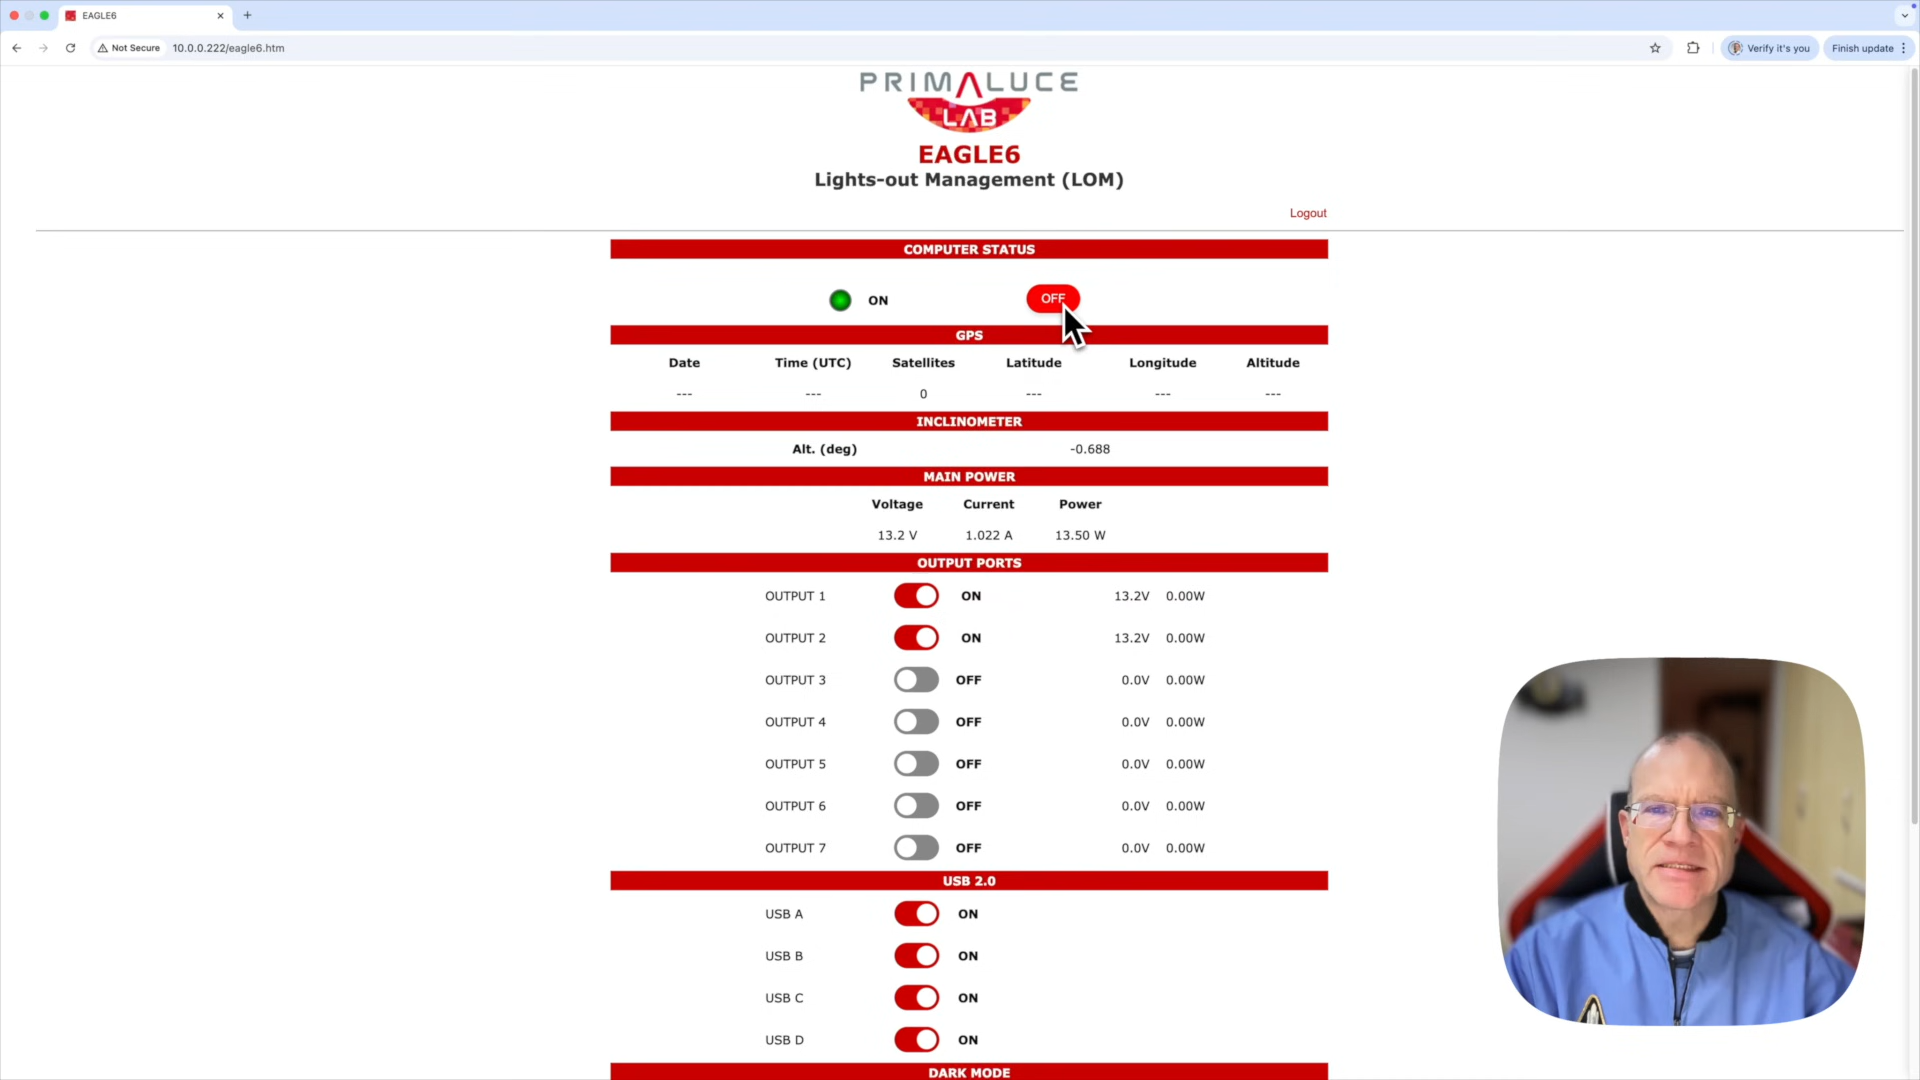 EAGLE6
Not Secure
10.0.0.222/eagle6.htm
Verify it's you
Finish update
PRIMALUCE
LAB
EAGLE6
Lights-out Management (LOM)
Logout
COMPUTER STATUS
ON OFF
GPS
Date Time (UTC) Satellites Latitude Longitude Altitude
--- --- 0 --- --- ---
INCLINOMETER
Alt. (deg) -0.688
MAIN POWER
Voltage Current Power
13.2 V 1.022 A 13.50 W
OUTPUT PORTS
OUTPUT 1 ON 13.2V 0.00W
OUTPUT 2 ON 13.2V 0.00W
OUTPUT 3 OFF 0.0V 0.00W
OUTPUT 4 OFF 0.0V 0.00W
OUTPUT 5 OFF 0.0V 0.00W
OUTPUT 6 OFF 0.0V 0.00W
OUTPUT 7 OFF 0.0V 0.00W
USB 2.0
USB A ON
USB B ON
USB C ON
USB D ON
DARK MODE